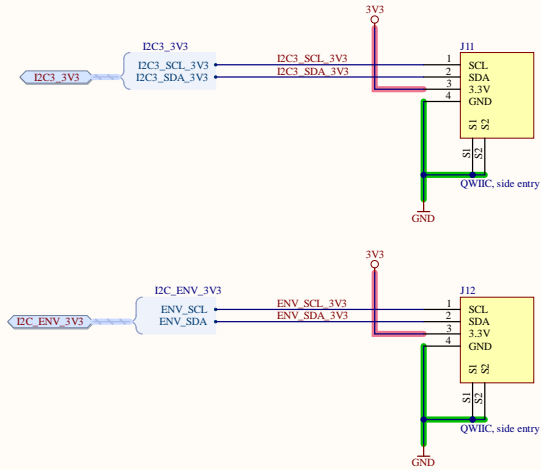 3V3
I2C3_3V3
J11
I2C3_SCL_3V3
I2C3_SCL_3V3
1
SCL
I2C3_3V3
I2C3_SDA_3V3
I2C3_SDA_3V3
2
SDA
3
3.3V
4
GND
S1
S2
S1
S2
QWIIC, side entry
GND
3V3
I2C_ENV_3V3
J12
ENV_SCL
ENV_SCL_3V3
1
SCL
I2C_ENV_3V3
ENV_SDA
ENV_SDA_3V3
2
SDA
3
3.3V
4
GND
S1
S2
S1
S2
QWIIC, side entry
GND